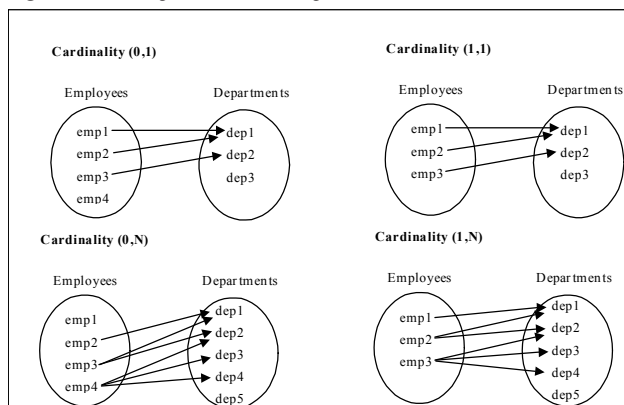 Cardinality (0,1)
Employees
Departments
emp1
emp2
emp3
emp4
dep1
dep2
dep3
Cardinality (1,1)
Employees
Departments
emp1
emp2
emp3
dep1
dep2
dep3
Cardinality (0,N)
Employees
Departments
emp1
emp2
emp3
emp4
dep1
dep2
dep3
dep4
dep5
Cardinality (1,N)
Employees
Departments
emp1
emp2
emp3
dep1
dep2
dep3
dep4
dep5